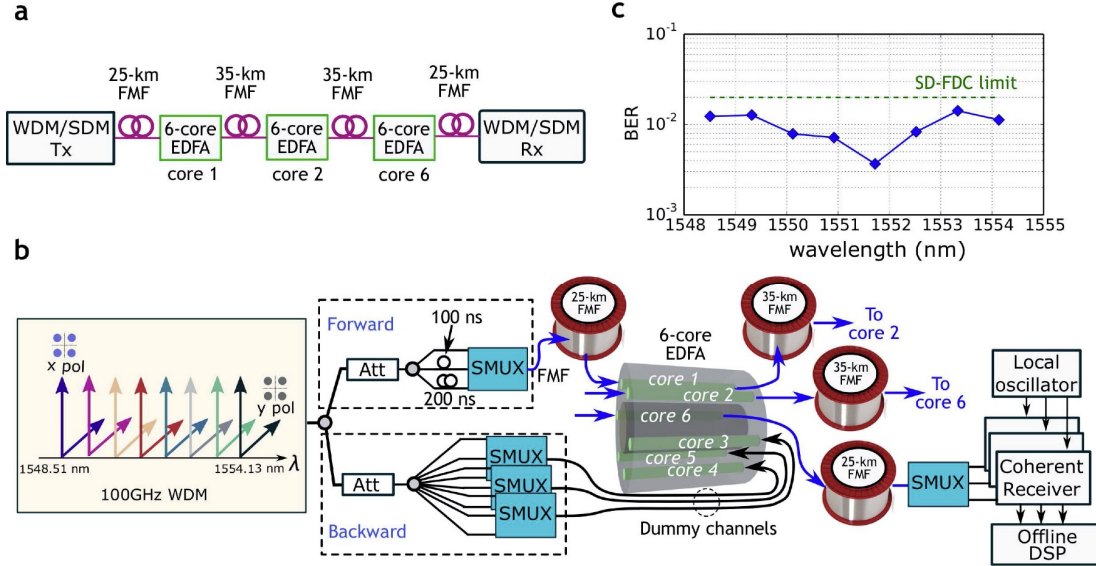 a
25-km
FMF
35-km
FMF
35-km
FMF
25-km
FMF
WDM/SDM
Tx
6-core
EDFA
core 1
6-core
EDFA
core 2
6-core
EDFA
core 6
WDM/SDM
Rx
c
10-1
10-2
10-3
BER
SD-FDC limit
1548 1549 1550 1551 1552 1553 1554 1555
wavelength (nm)
b
x pol
y pol
1548.51 nm
1554.13 nm
λ
100GHz WDM
Forward
100 ns
Att
200 ns
SMUX
FMF
Backward
Att
SMUX
SMUX
SMUX
25-km
FMF
6-core
EDFA
core 1
core 2
core 6
core 3
core 5
core 4
Dummy channels
35-km
FMF
To
core 2
35-km
FMF
To
core 6
25-km
FMF
SMUX
Local
oscillator
Coherent
Receiver
Offline
DSP